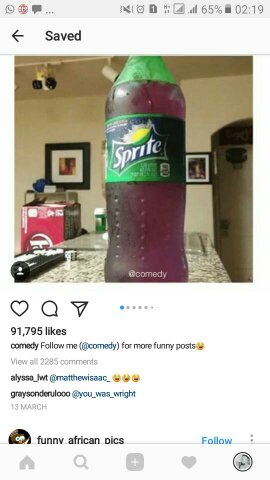 65% 02:19
Saved
Sprite
@comedy
91,795 likes
comedy Follow me (@comedy) for more funny posts😂
View all 2285 comments
alyssa_lwt @matthewisaac_ 😂😂😂
graysonderulooo @you_was_wright
13 MARCH
funny_african_pics
Follow